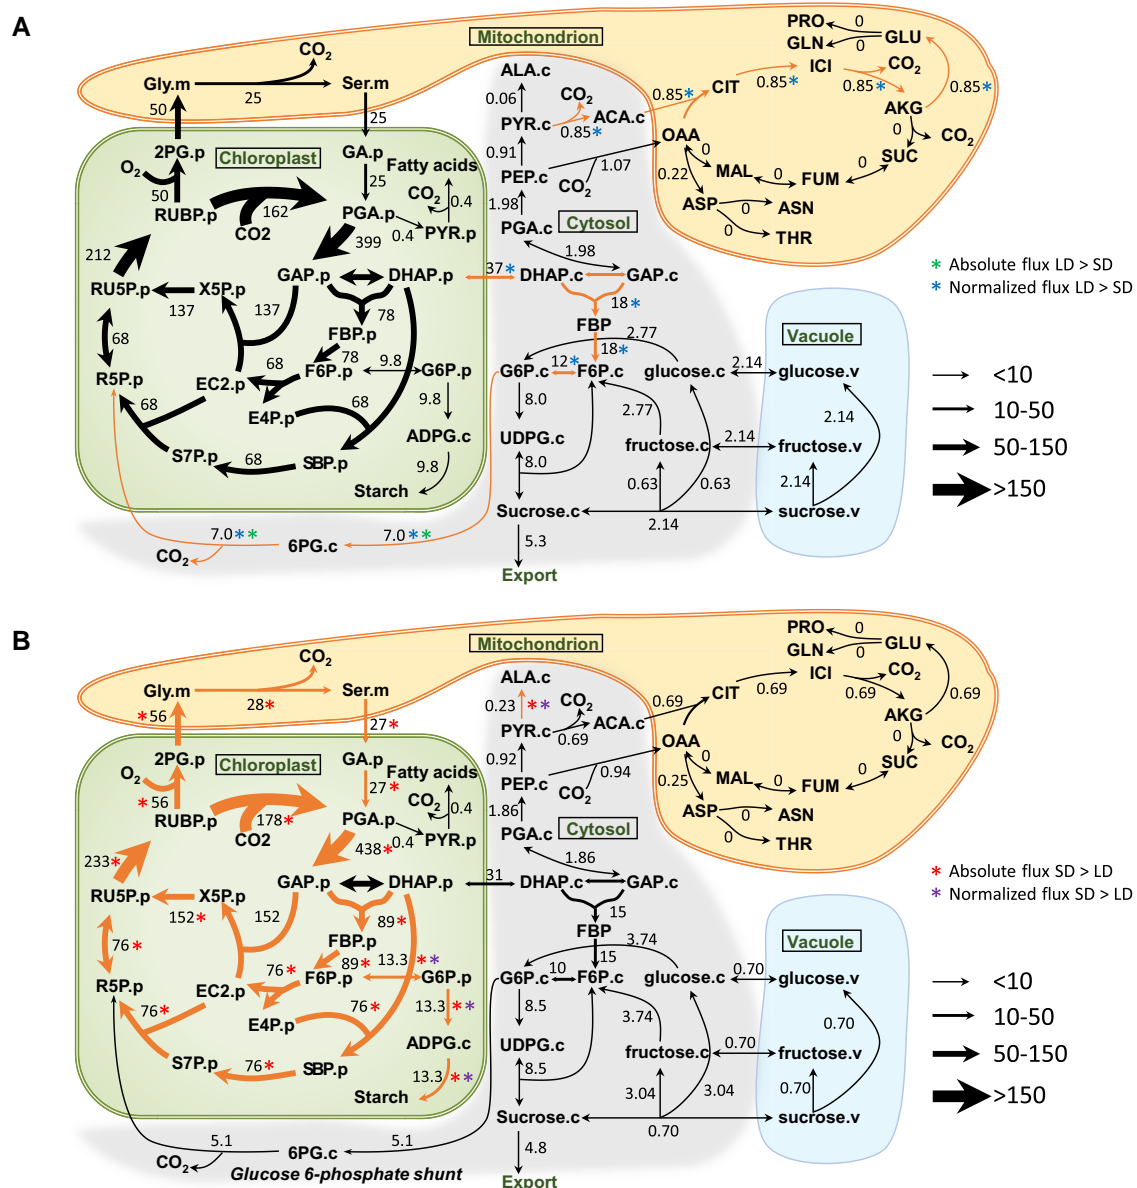 A
Mitochondrion
CO2
Gly.m
25
Ser.m
50
25
ALA.c
0.06
CO2
PYR.c
0.85*
ACA.c
0.85*
0.91
PEP.c
CO2
1.07
1.98
PGA.c
Cytosol
1.98
PRO
0
GLU
GLN
0
ICI
CO2
CIT
0.85*
0.85*
0.85*
AKG
OAA
0
CO2
0
SUC
MAL
0
0
FUM
0.22
ASP
0
ASN
0
THR
Chloroplast
2PG.p
O2
50
GA.p
Fatty acids
25
CO2
0.4
RUBP.p
162
CO2
PGA.p
0.4
PYR.p
399
212
GAP.p
DHAP.p
37*
DHAP.c
GAP.c
RU5P.p
X5P.p
137
137
78
18*
FBP.p
FBP
2.77
78
18*
68
68
F6P.p
9.8
G6P.p
G6P.c
12*
F6P.c
glucose.c
2.14
glucose.v
R5P.p
EC2.p
9.8
8.0
2.77
2.14
E4P.p
68
ADPG.c
UDPG.c
fructose.c
2.14
fructose.v
68
S7P.p
68
SBP.p
9.8
8.0
0.63
0.63
2.14
Starch
Sucrose.c
2.14
sucrose.v
7.0**
6PG.c
7.0**
CO2
5.3
Export
Vacuole
* Absolute flux LD > SD
* Normalized flux LD > SD
<10
10-50
50-150
>150
B
Mitochondrion
CO2
Gly.m
28*
Ser.m
*56
27*
ALA.c
0.23
**
CO2
PYR.c
0.69
ACA.c
0.69
0.92
PEP.c
CO2
0.94
1.86
PGA.c
Cytosol
1.86
PRO
0
GLU
GLN
0
ICI
CO2
CIT
0.69
0.69
0.69
AKG
OAA
0
CO2
0
SUC
MAL
0
0
FUM
0.25
ASP
0
ASN
0
THR
Chloroplast
2PG.p
O2
*56
GA.p
Fatty acids
27*
CO2
0.4
RUBP.p
178*
CO2
PGA.p
0.4
PYR.p
438*
233*
GAP.p
DHAP.p
31
DHAP.c
GAP.c
RU5P.p
X5P.p
152*
152
89*
15
FBP.p
FBP
3.74
89*
13.3**
15
76*
76*
F6P.p
G6P.p
G6P.c
10
F6P.c
glucose.c
0.70
glucose.v
R5P.p
EC2.p
13.3**
8.5
3.74
0.70
76*
E4P.p
76*
ADPG.c
UDPG.c
fructose.c
0.70
fructose.v
S7P.p
76*
SBP.p
13.3**
8.5
3.04
3.04
0.70
Starch
Sucrose.c
0.70
sucrose.v
5.1
6PG.c
5.1
CO2
Glucose 6-phosphate shunt
4.8
Export
Vacuole
* Absolute flux SD > LD
* Normalized flux SD > LD
<10
10-50
50-150
>150